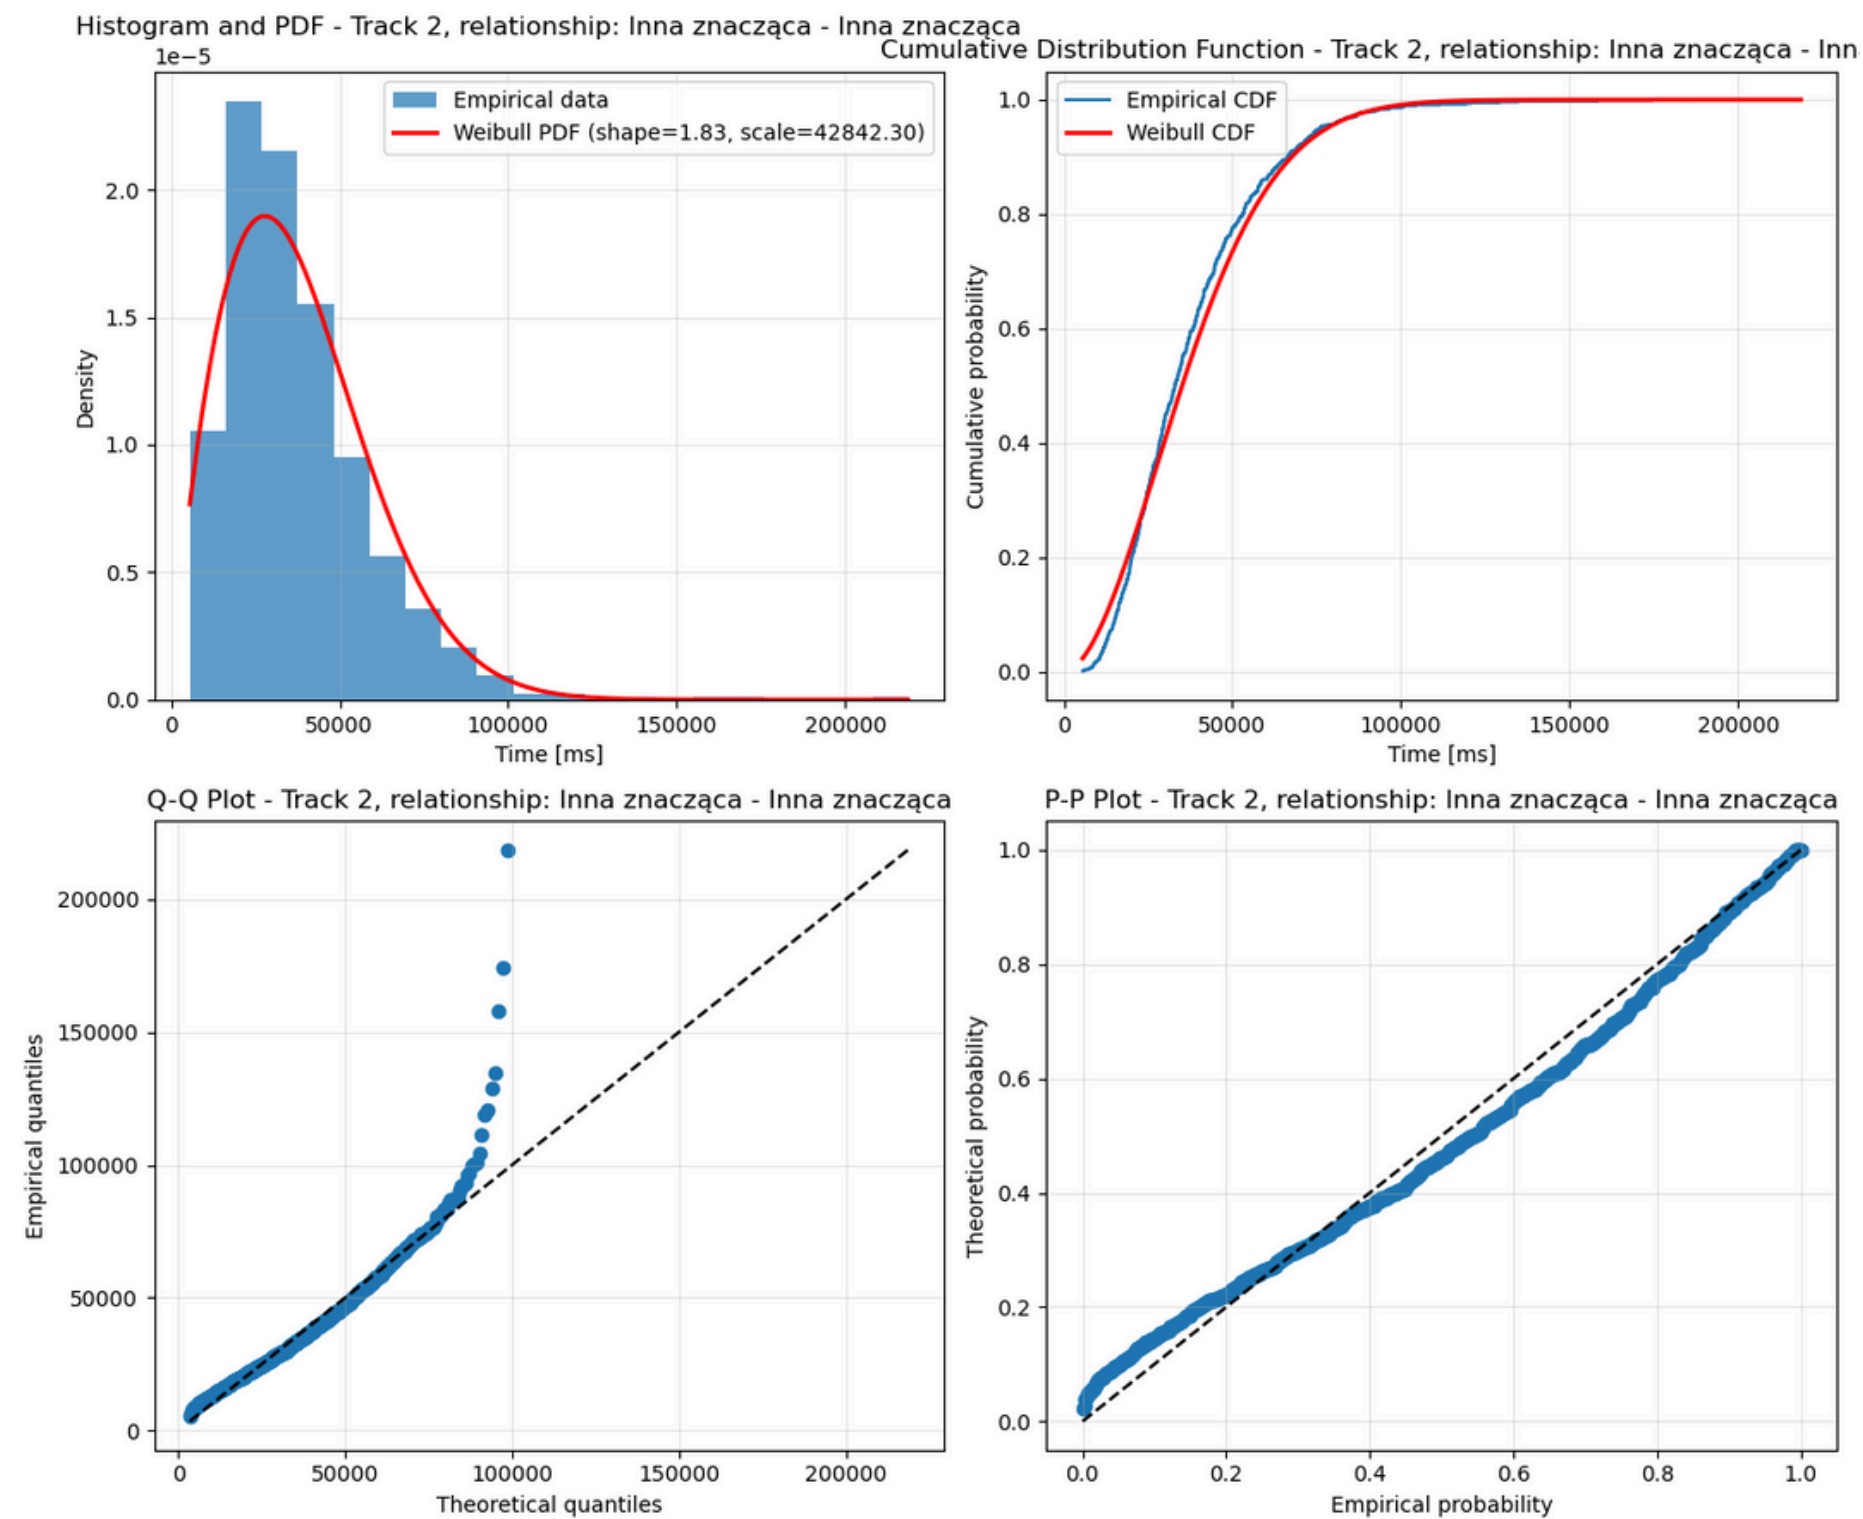 Histogram and PDF - Track 2, relationship: Inna znacząca - Inna znacząca
1e−5
Empirical data
Weibull PDF (shape=1.83, scale=42842.30)
2.0
1.5
1.0
0.5
0.0
Density
0 50000 100000 150000 200000
Time [ms]
Cumulative Distribution Function - Track 2, relationship: Inna znacząca - Inn
Empirical CDF
Weibull CDF
1.0
0.8
0.6
0.4
0.2
0.0
Cumulative probability
0 50000 100000 150000 200000
Time [ms]
Q-Q Plot - Track 2, relationship: Inna znacząca - Inna znacząca
200000
150000
100000
50000
0
Empirical quantiles
0 50000 100000 150000 200000
Theoretical quantiles
P-P Plot - Track 2, relationship: Inna znacząca - Inna znacząca
1.0
0.8
0.6
0.4
0.2
0.0
Theoretical probability
0.0 0.2 0.4 0.6 0.8 1.0
Empirical probability